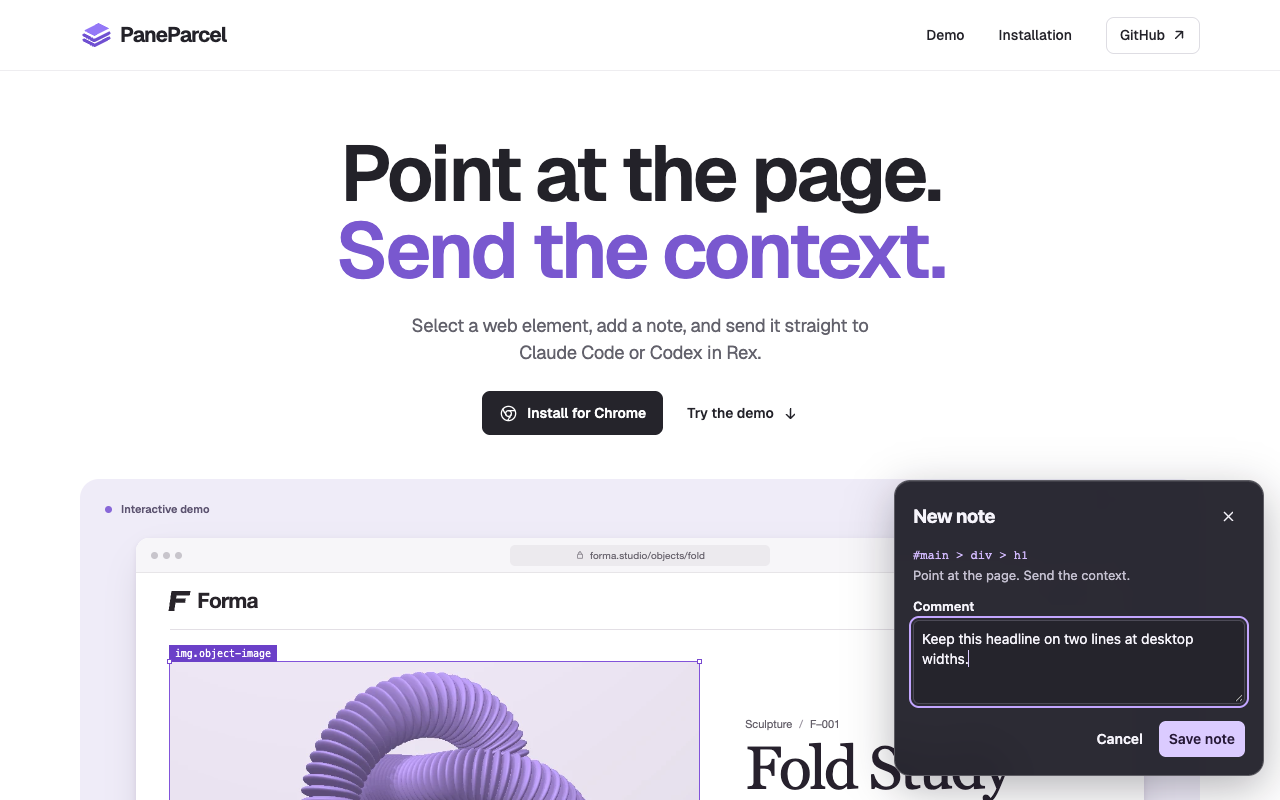 PaneParcel
Demo
Installation
GitHub
Point at the page.
Send the context.
Select a web element, add a note, and send it straight to
Claude Code or Codex in Rex.
Install for Chrome
Try the demo
Interactive demo
forma.studio/objects/fold
Forma
img.object-image
Sculpture / F–001
Fold Study
New note
#main > div > h1
Point at the page. Send the context.
Comment
Keep this headline on two lines at desktop
widths.
Cancel
Save note